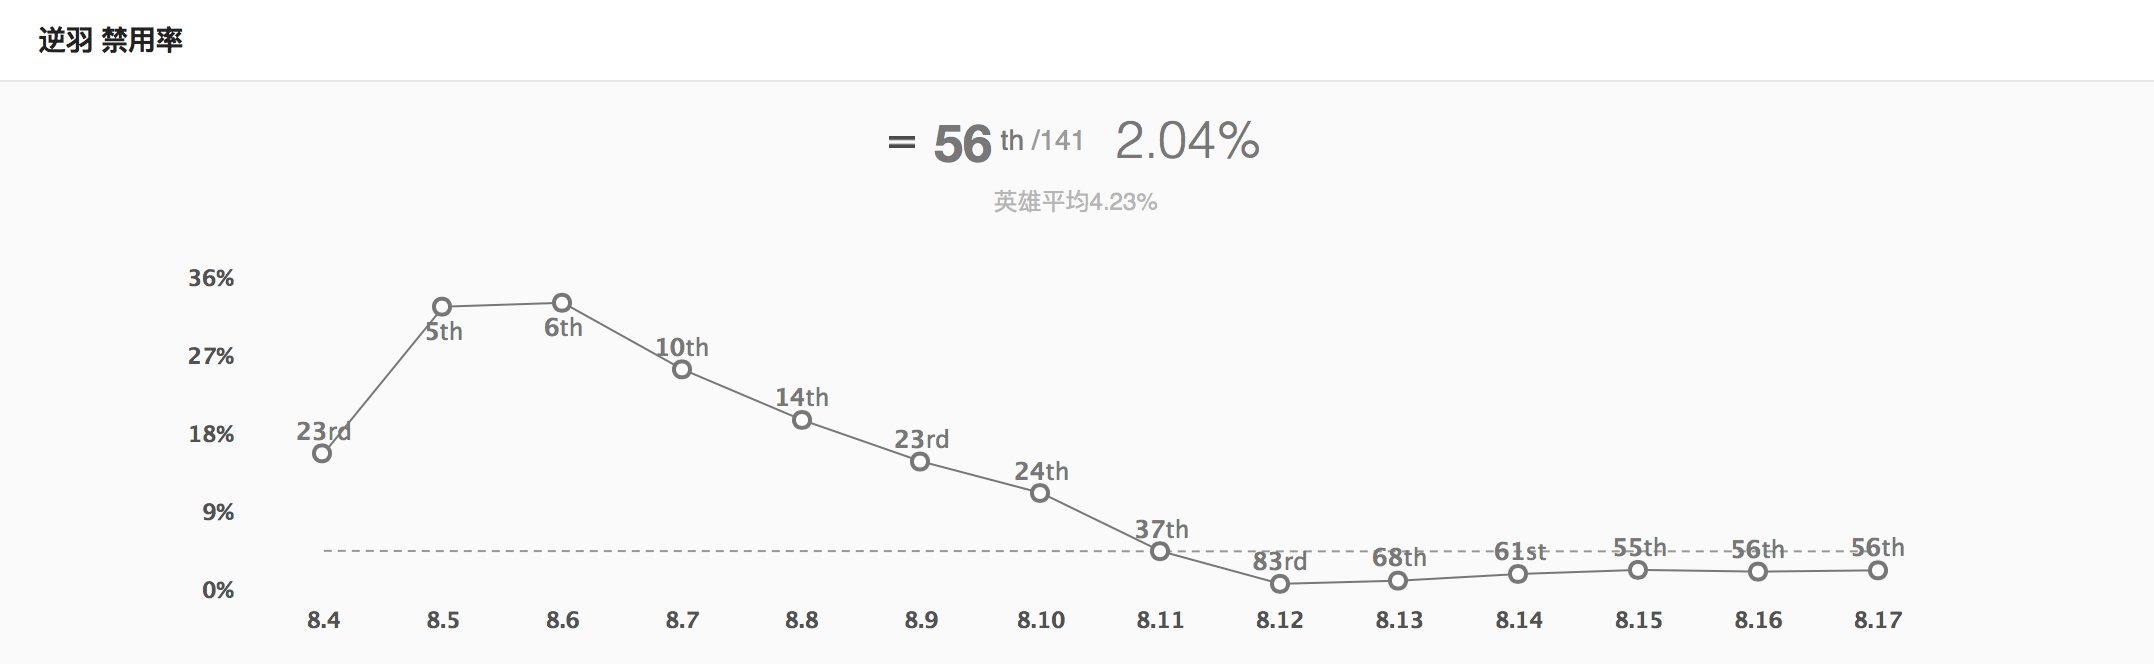 逆羽 禁用率
= 56 th /141 2.04%
英雄平均4.23%
36%
27%
18%
9%
0%
23rd
5th
6th
10th
14th
23rd
24th
37th
83rd
68th
61st
55th
56th
56th
8.4 8.5 8.6 8.7 8.8 8.9 8.10 8.11 8.12 8.13 8.14 8.15 8.16 8.17